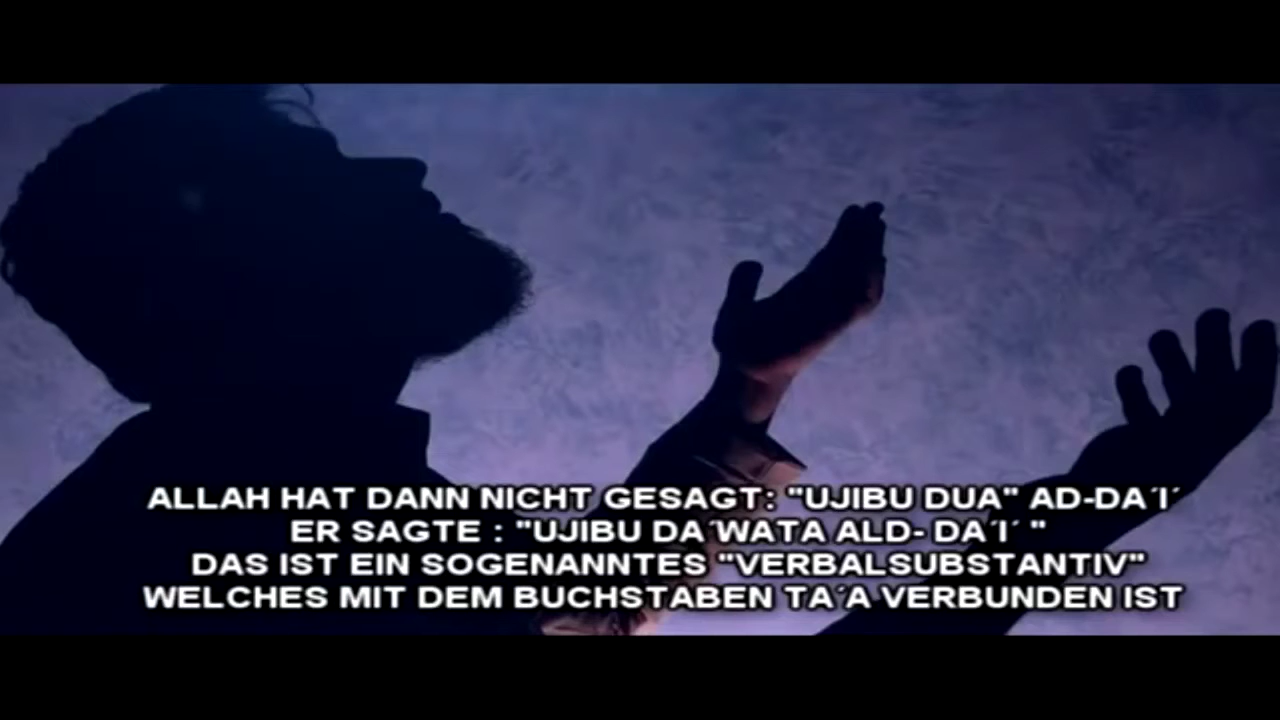 ALLAH HAT DANN NICHT GESAGT: "UJIBU DUA" AD-DA´I´
ER SAGTE : "UJIBU DA´WATA ALD- DA´I´ "
DAS IST EIN SOGENANNTES "VERBALSUBSTANTIV"
WELCHES MIT DEM BUCHSTABEN TA´A VERBUNDEN IST